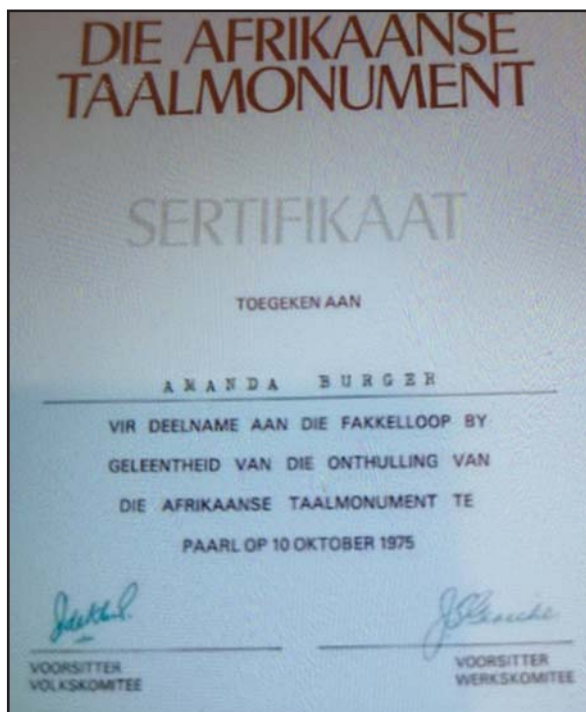 DIE AFRIKAANSE
TAALMONUMENT
SERTIFIKAAT
TOEGEKEN AAN
AMANDA BURGER
VIR DEELNAME AAN DIE FAKKELLOOP BY
GELEENTHEID VAN DIE ONTHULLING VAN
DIE AFRIKAANSE TAALMONUMENT TE
PAARL OP 10 OKTOBER 1975
VOORSITTER
VOLKSKOMITEE
VOORSITTER
WERKSKOMITEE